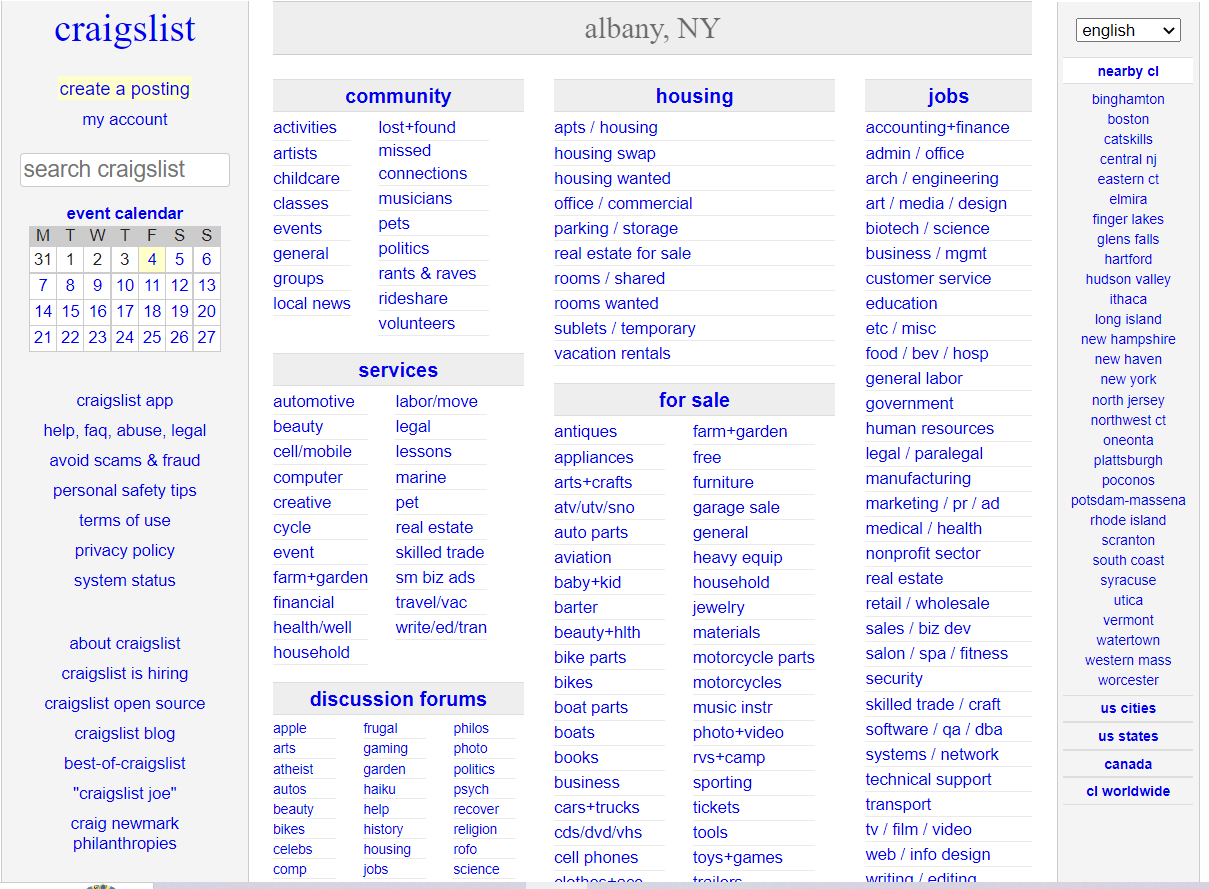 craigslist
create a posting
my account
search craigslist
event calendar
M T W T F S S
31 1 2 3 4 5 6
7 8 9 10 11 12 13
14 15 16 17 18 19 20
21 22 23 24 25 26 27
craigslist app
help, faq, abuse, legal
avoid scams & fraud
personal safety tips
terms of use
privacy policy
system status
about craigslist
craigslist is hiring
craigslist open source
craigslist blog
best-of-craigslist
"craigslist joe"
craig newmark
philanthropies
albany, NY
community
activities
artists
childcare
classes
events
general
groups
local news
lost+found
missed
connections
musicians
pets
politics
rants & raves
rideshare
volunteers
services
automotive
beauty
cell/mobile
computer
creative
cycle
event
farm+garden
financial
health/well
household
labor/move
legal
lessons
marine
pet
real estate
skilled trade
sm biz ads
travel/vac
write/ed/tran
discussion forums
apple
arts
atheist
autos
beauty
bikes
celebs
comp
frugal
gaming
garden
haiku
help
history
housing
jobs
philos
photo
politics
psych
recover
religion
rofo
science
housing
apts / housing
housing swap
housing wanted
office / commercial
parking / storage
real estate for sale
rooms / shared
rooms wanted
sublets / temporary
vacation rentals
for sale
antiques
appliances
arts+crafts
atv/utv/sno
auto parts
aviation
baby+kid
barter
beauty+hlth
bike parts
bikes
boat parts
boats
books
business
cars+trucks
cds/dvd/vhs
cell phones
clothes+acc
farm+garden
free
furniture
garage sale
general
heavy equip
household
jewelry
materials
motorcycle parts
motorcycles
music instr
photo+video
rvs+camp
sporting
tickets
tools
toys+games
trailers
jobs
accounting+finance
admin / office
arch / engineering
art / media / design
biotech / science
business / mgmt
customer service
education
etc / misc
food / bev / hosp
general labor
government
human resources
legal / paralegal
manufacturing
marketing / pr / ad
medical / health
nonprofit sector
real estate
retail / wholesale
sales / biz dev
salon / spa / fitness
security
skilled trade / craft
software / qa / dba
systems / network
technical support
transport
tv / film / video
web / info design
writing / editing
english
nearby cl
binghamton
boston
catskills
central nj
eastern ct
elmira
finger lakes
glens falls
hartford
hudson valley
ithaca
long island
new hampshire
new haven
new york
north jersey
northwest ct
oneonta
plattsburgh
poconos
potsdam-massena
rhode island
scranton
south coast
syracuse
utica
vermont
watertown
western mass
worcester
us cities
us states
canada
cl worldwide